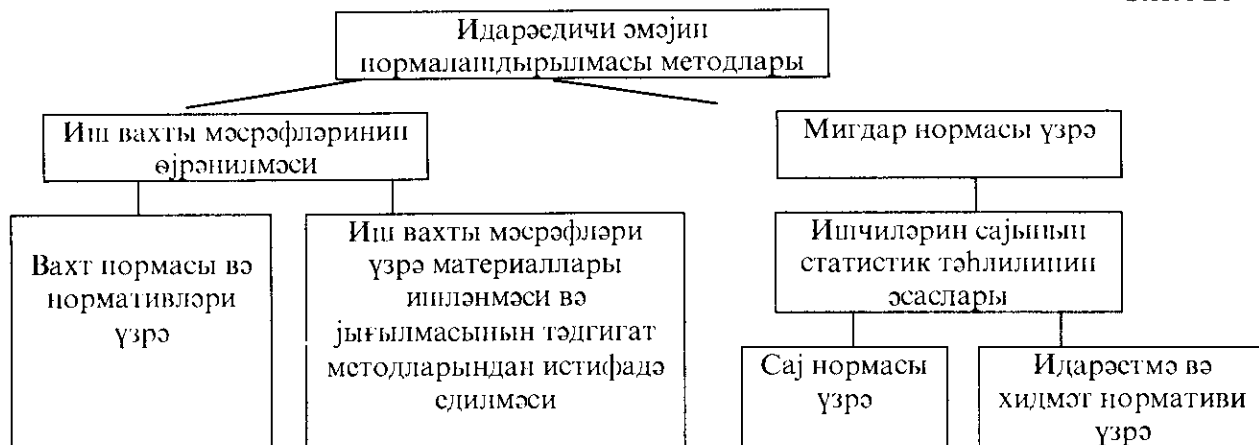 Идарәедичи әмәјин
нормалашдырылмасы методлары
Иш вахты мәсрәфләринин
өјрәнилмәси
Мигдар нормасы үзрә
Вахт нормасы вә
нормативләри
үзрә
Иш вахты мәсрәфләри
үзрә материаллары
ишләнмәси вә
јығылмасынын тәдгигат
методларындан истифадә
едилмәси
Ишчиләрин сајынын
статистик тәһлилинин
әсаслары
Сај нормасы
үзрә
Идарәетмә вә
хидмәт нормативи
үзрә